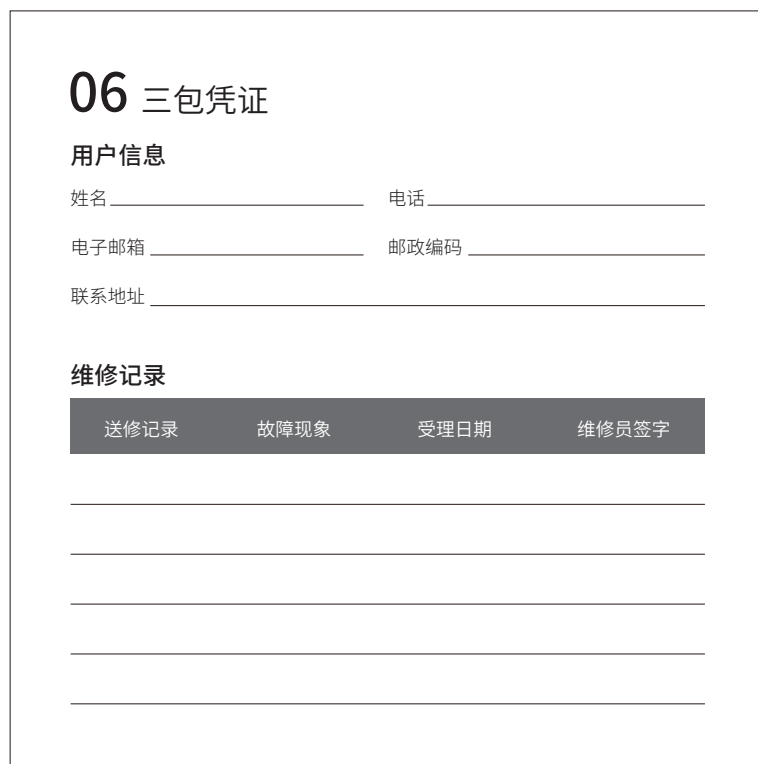 06 三包凭证
用户信息
姓名 电话
电子邮箱 邮政编码
联系地址
维修记录
送修记录 故障现象 受理日期 维修员签字